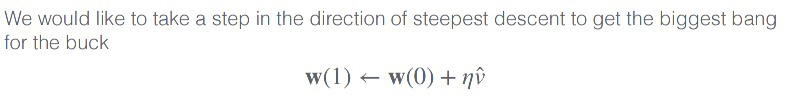 We would like to take a step in the direction of steepest descent to get the biggest bang
for the buck
w(1) ← w(0) + ηv̂